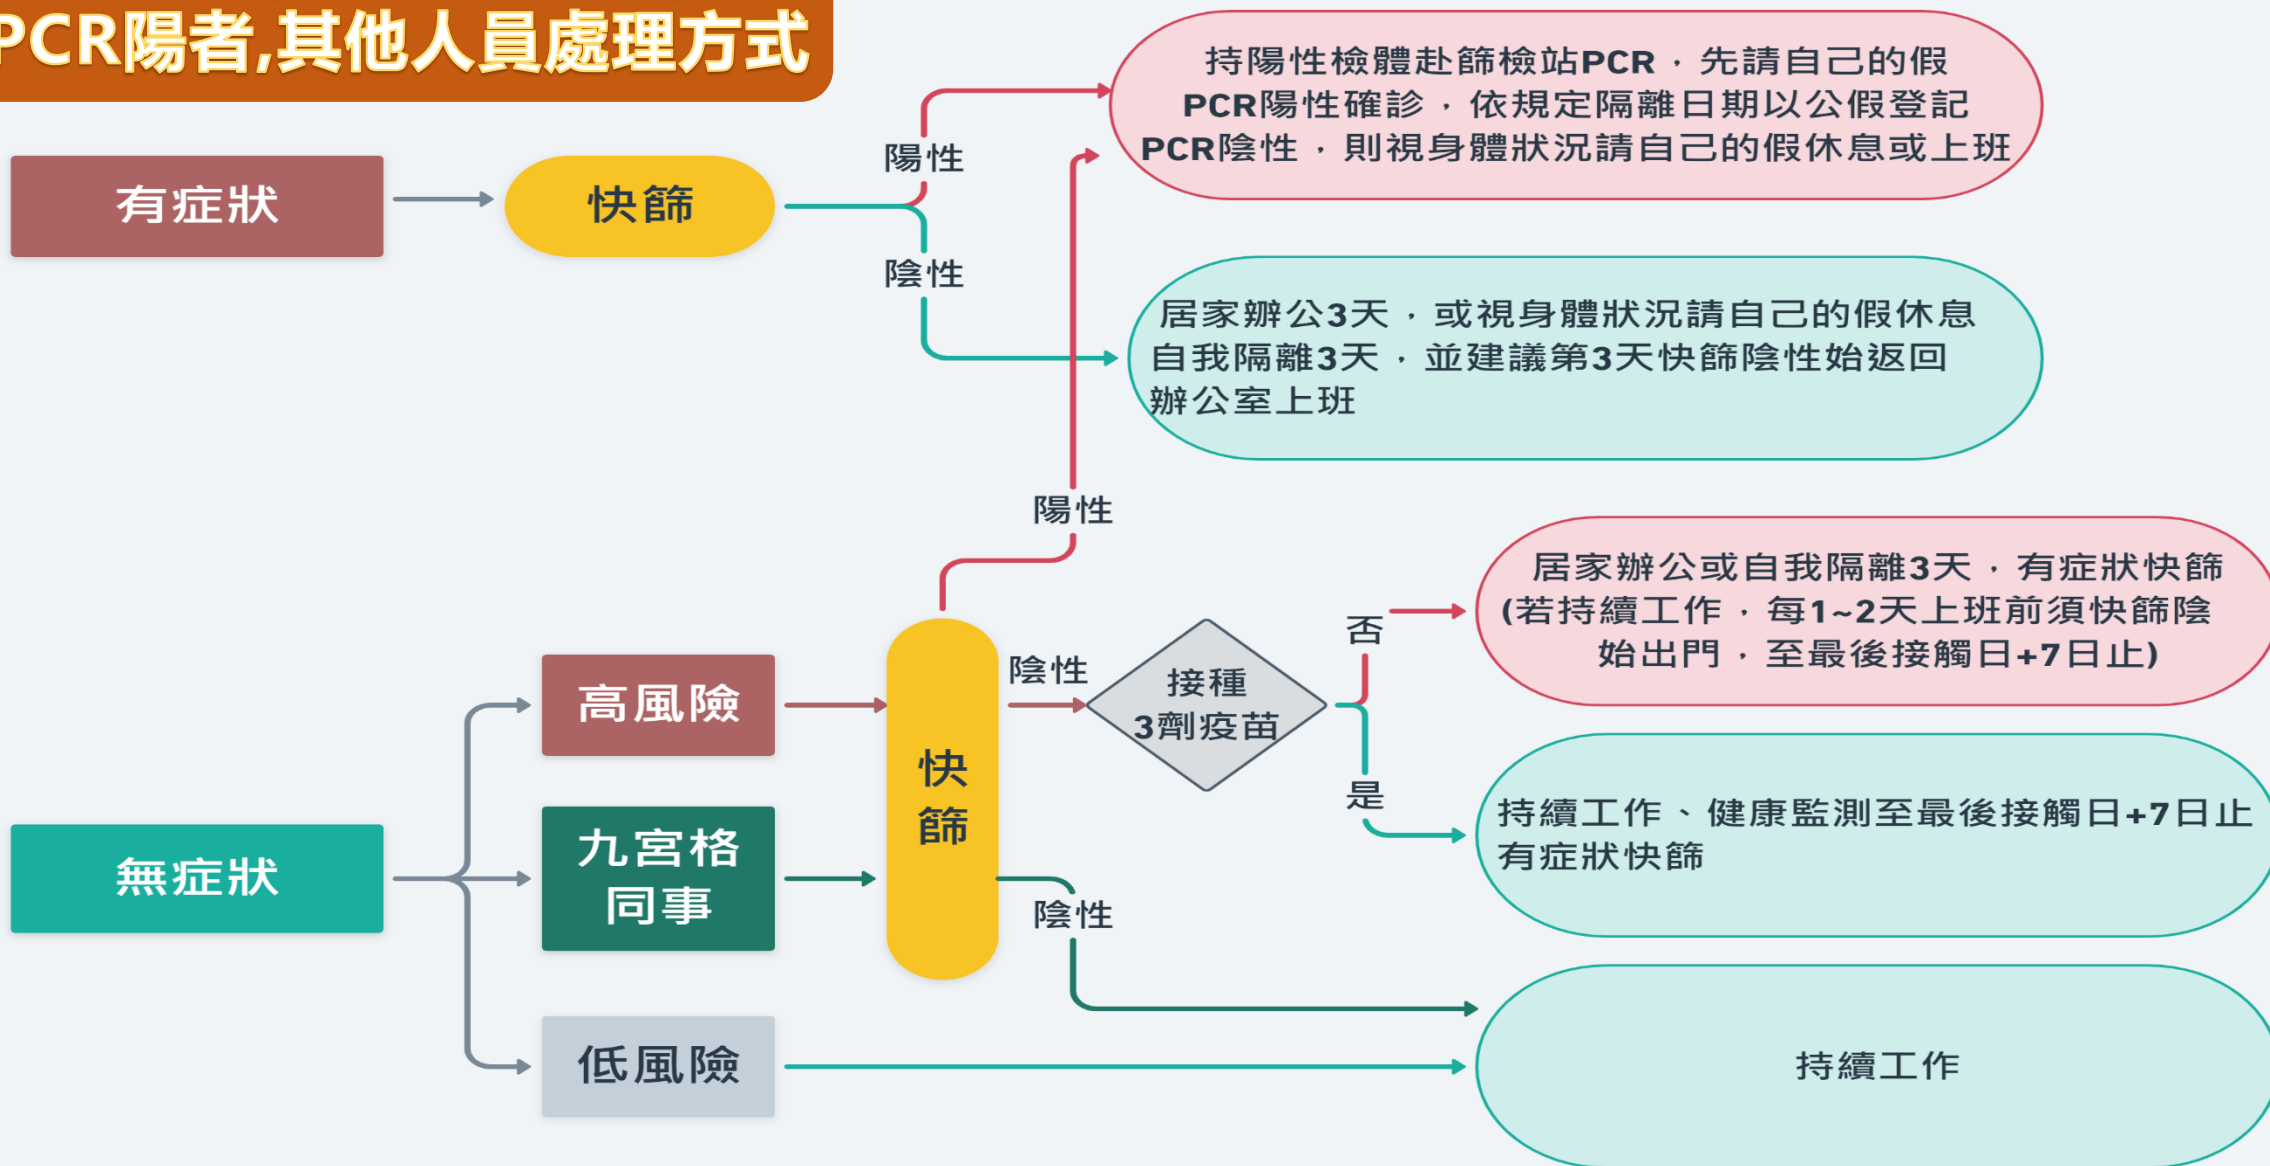 PCR陽者,其他人員處理方式
有症狀
快篩
陽性
陰性
持陽性檢體赴篩檢站PCR，先請自己的假
PCR陽性確診，依規定隔離日期以公假登記
PCR陰性，則視身體狀況請自己的假休息或上班
居家辦公3天，或視身體狀況請自己的假休息
自我隔離3天，並建議第3天快篩陰性始返回
辦公室上班
無症狀
高風險
九宮格
同事
低風險
快
篩
陽性
陰性
陰性
接種
3劑疫苗
否
是
居家辦公或自我隔離3天，有症狀快篩
(若持續工作，每1~2天上班前須快篩陰
始出門，至最後接觸日+7日止)
持續工作、健康監測至最後接觸日+7日止
有症狀快篩
持續工作